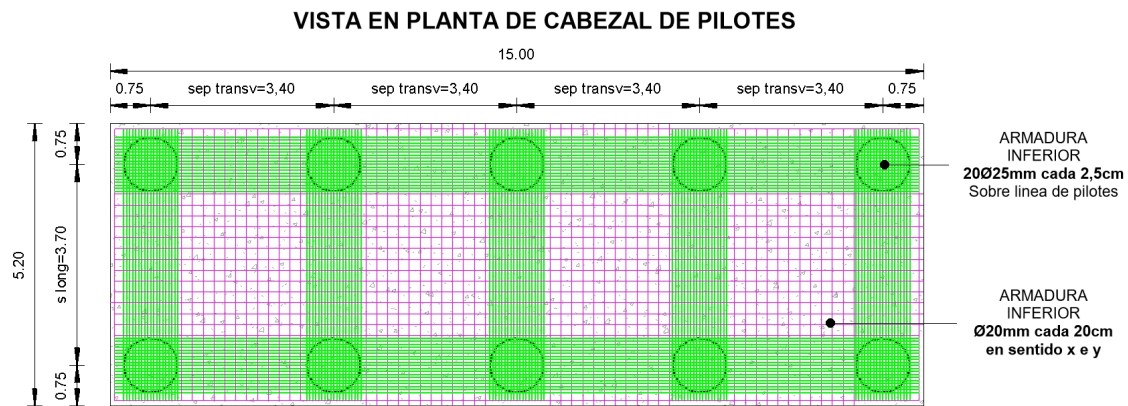 VISTA EN PLANTA DE CABEZAL DE PILOTES
15.00
0.75 sep transv=3,40 sep transv=3,40 sep transv=3,40 sep transv=3,40 0.75
0.75
s long=3.70
5.20
0.75
ARMADURA
INFERIOR
20Ø25mm cada 2,5cm
Sobre linea de pilotes
ARMADURA
INFERIOR
Ø20mm cada 20cm
en sentido x e y